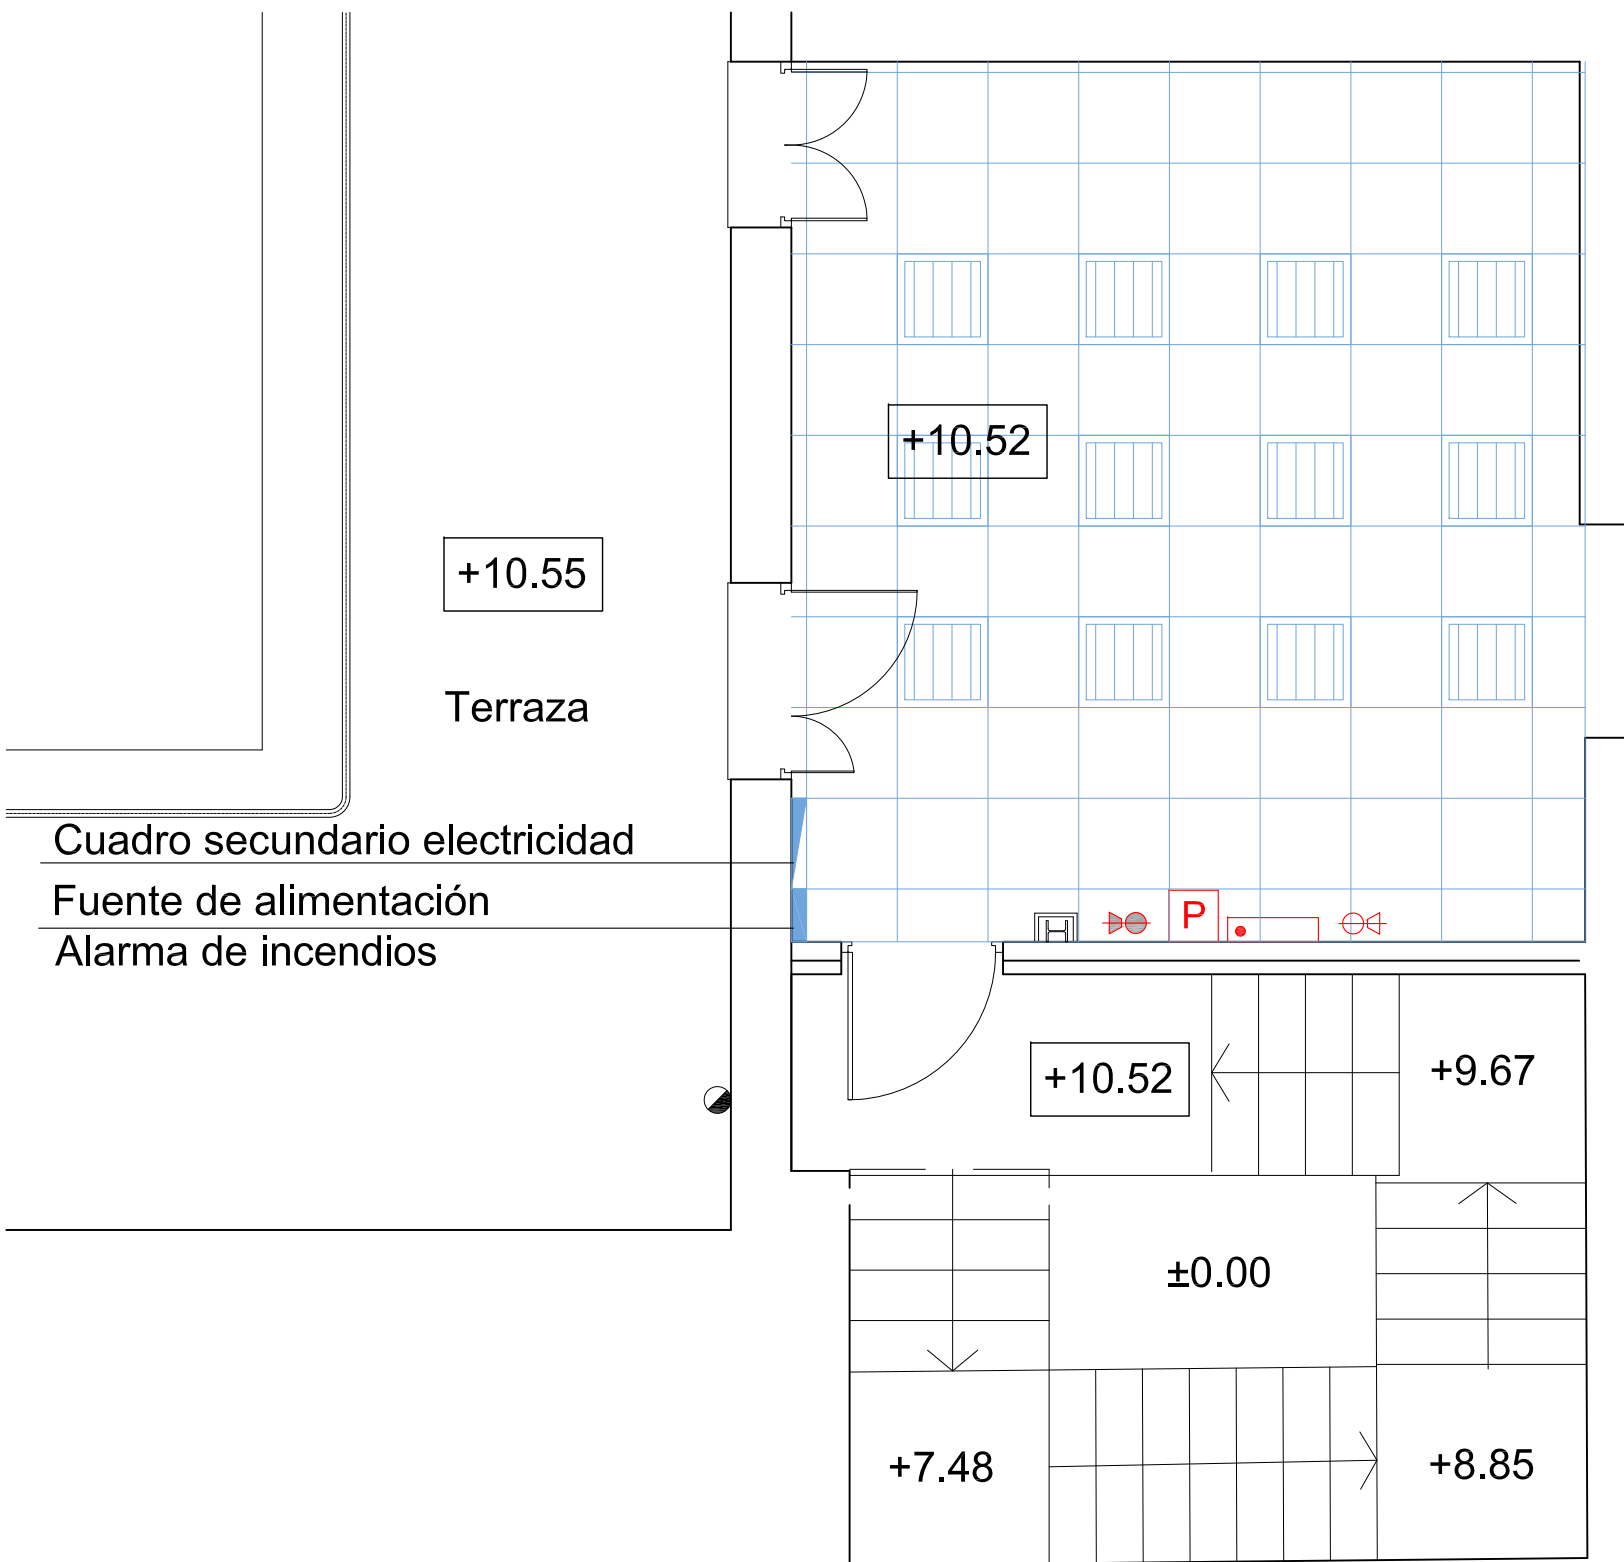 +10.52
+10.55
Terraza
Cuadro secundario electricidad
Fuente de alimentación
Alarma de incendios
P
+10.52
+9.67
±0.00
+7.48
+8.85